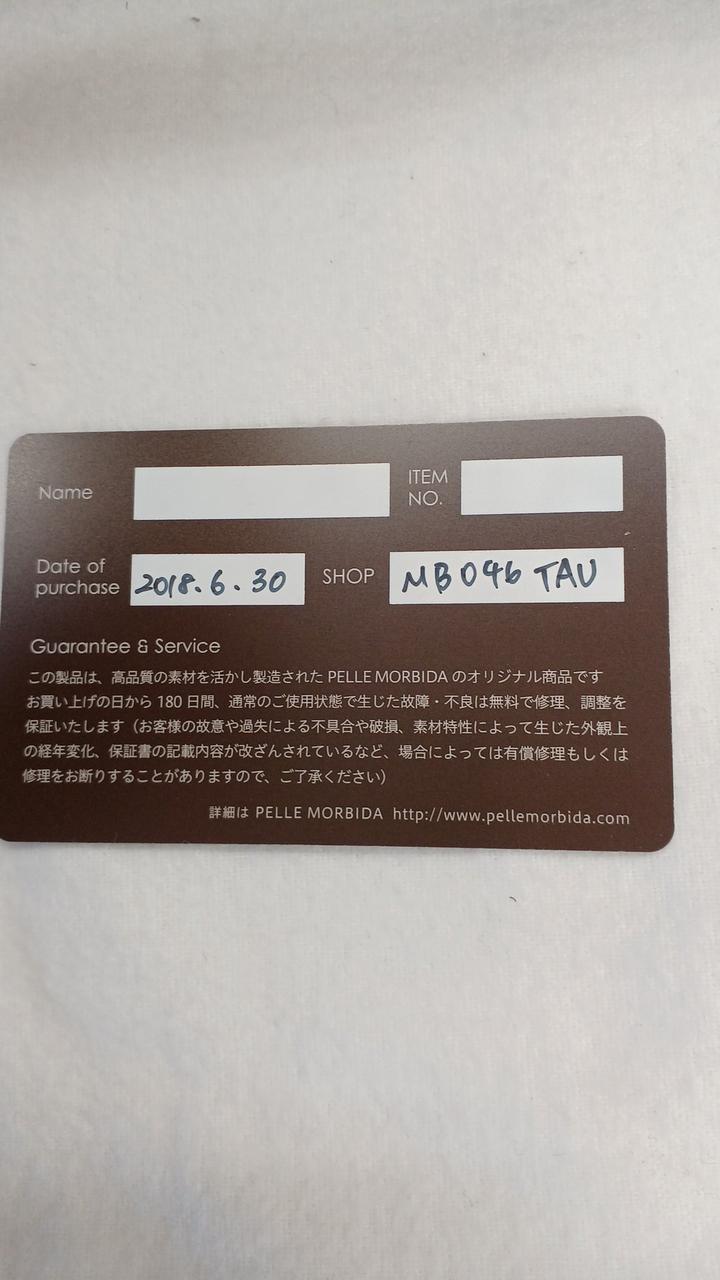 Name
ITEM NO.
Date of purchase 2018.6.30
SHOP MB046 TAU
Guarantee & Service
この製品は、高品質の素材を活かし製造された PELLE MORBIDA のオリジナル商品です
お買い上げの日から 180 日間、通常のご使用状態で生じた故障・不良は無料で修理、調整を
保証いたします（お客様の故意や過失による不具合や破損、素材特性によって生じた外観上
の経年変化、保証書の記載内容が改ざんされているなど、場合によっては有償修理もしくは
修理をお断りすることがありますので、ご了承ください）
詳細は PELLE MORBIDA http://www.pellemorbida.com